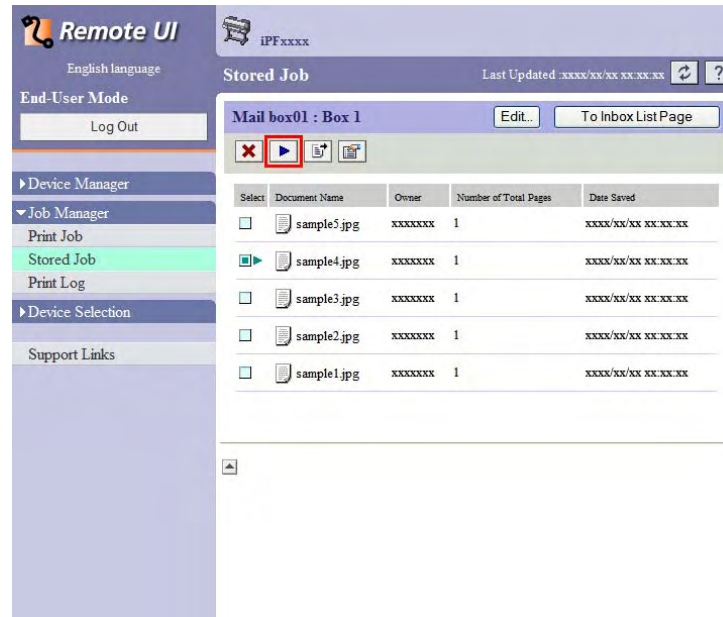 Remote UI
English language
End-User Mode
Log Out
Device Manager
Job Manager
Print Job
Stored Job
Print Log
Device Selection
Support Links
iPFxxxx
Stored Job Last Updated :xxxx/xx/xx xx:xx:xx ?
Mail box01 : Box 1 Edit... To Inbox List Page
Select Document Name Owner Number of Total Pages Date Saved
sample5.jpg xxxxxxx 1 xxxx/xx/xx xx:xx:xx
sample4.jpg xxxxxxx 1 xxxx/xx/xx xx:xx:xx
sample3.jpg xxxxxxx 1 xxxx/xx/xx xx:xx:xx
sample2.jpg xxxxxxx 1 xxxx/xx/xx xx:xx:xx
sample1.jpg xxxxxxx 1 xxxx/xx/xx xx:xx:xx